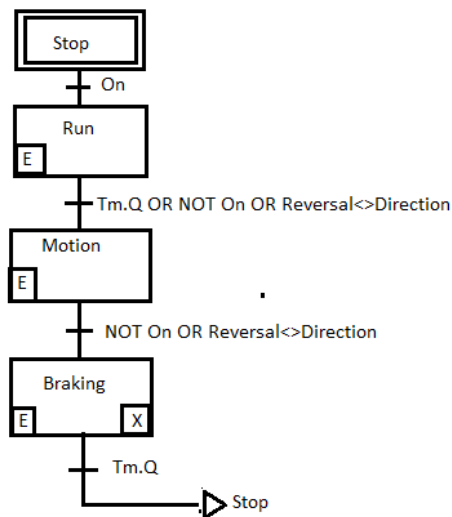 Stop
On
Run
E
Tm.Q OR NOT On OR Reversal<>Direction
Motion
E
NOT On OR Reversal<>Direction
Braking
E X
Tm.Q
Stop